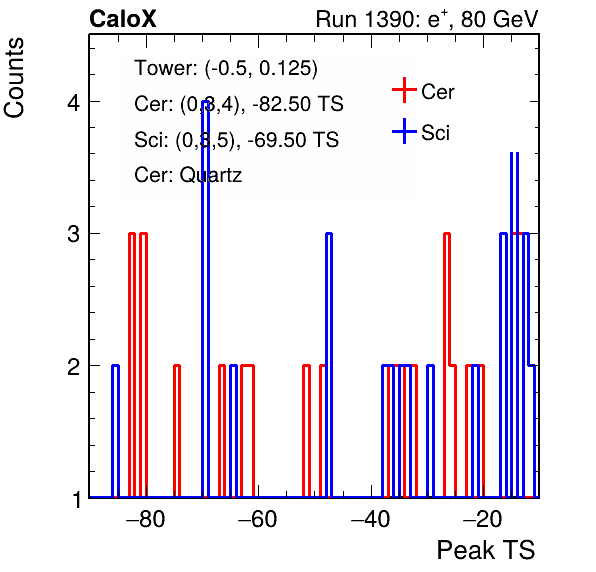 CaloX Run 1390: e⁺, 80 GeV
Counts
Tower: (-0.5, 0.125)
Cer: (0,3,4), -82.50 TS
Sci: (0,3,5), -69.50 TS
Cer: Quartz
Cer
Sci
4
3
2
1
−80 −60 −40 −20
Peak TS